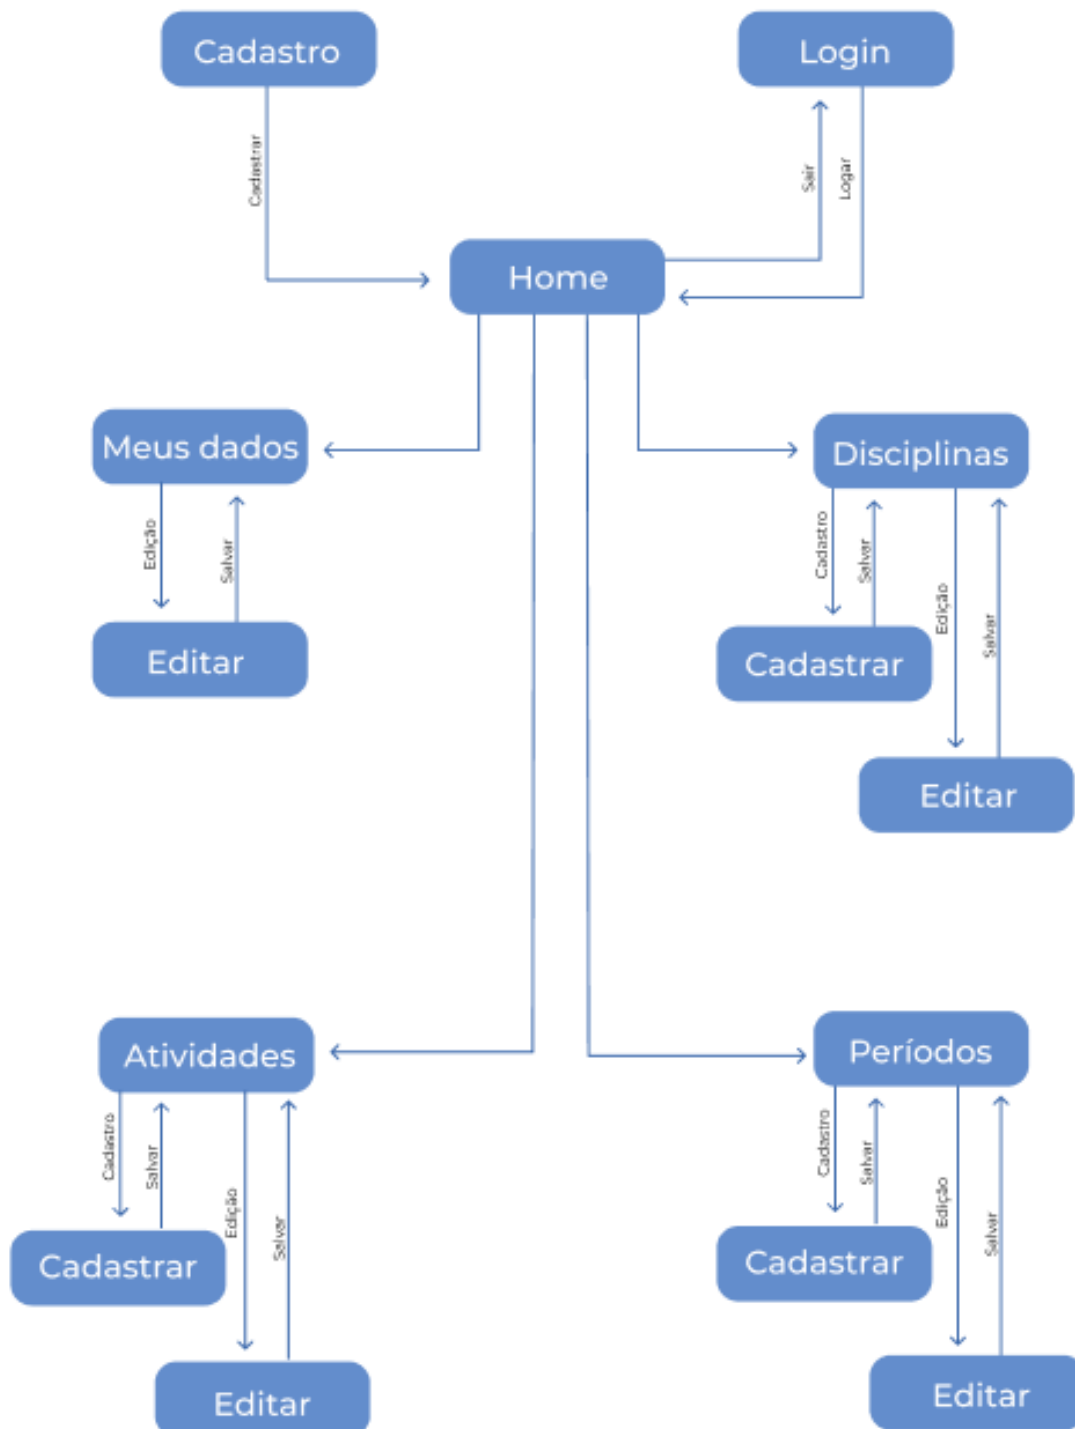 Cadastro
Login
Cadastrar
Sair
Logar
Home
Meus dados
Disciplinas
Edição
Salvar
Cadastro
Salvar
Edição
Salvar
Editar
Cadastrar
Editar
Atividades
Períodos
Cadastro
Salvar
Edição
Salvar
Cadastro
Salvar
Edição
Salvar
Cadastrar
Cadastrar
Editar
Editar